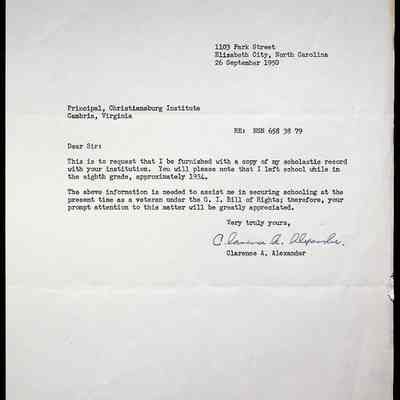 1103 Park Street
Elizabeth City, North Carolina
26 September 1950
Principal, Christiansburg Institute
Cambria, Virginia
RE: NSN 658 38 79
Dear Sir:
This is to request that I be furnished with a copy of my scholastic record
with your institution. You will please note that I left school while in
the eighth grade, approximately 1934.
The above information is needed to assist me in securing schooling at the
present time as a veteran under the G. I. Bill of Rights; therefore, your
prompt attention to this matter will be greatly appreciated.
Very truly yours,
Clarence A. Alexander.
Clarence A. Alexander